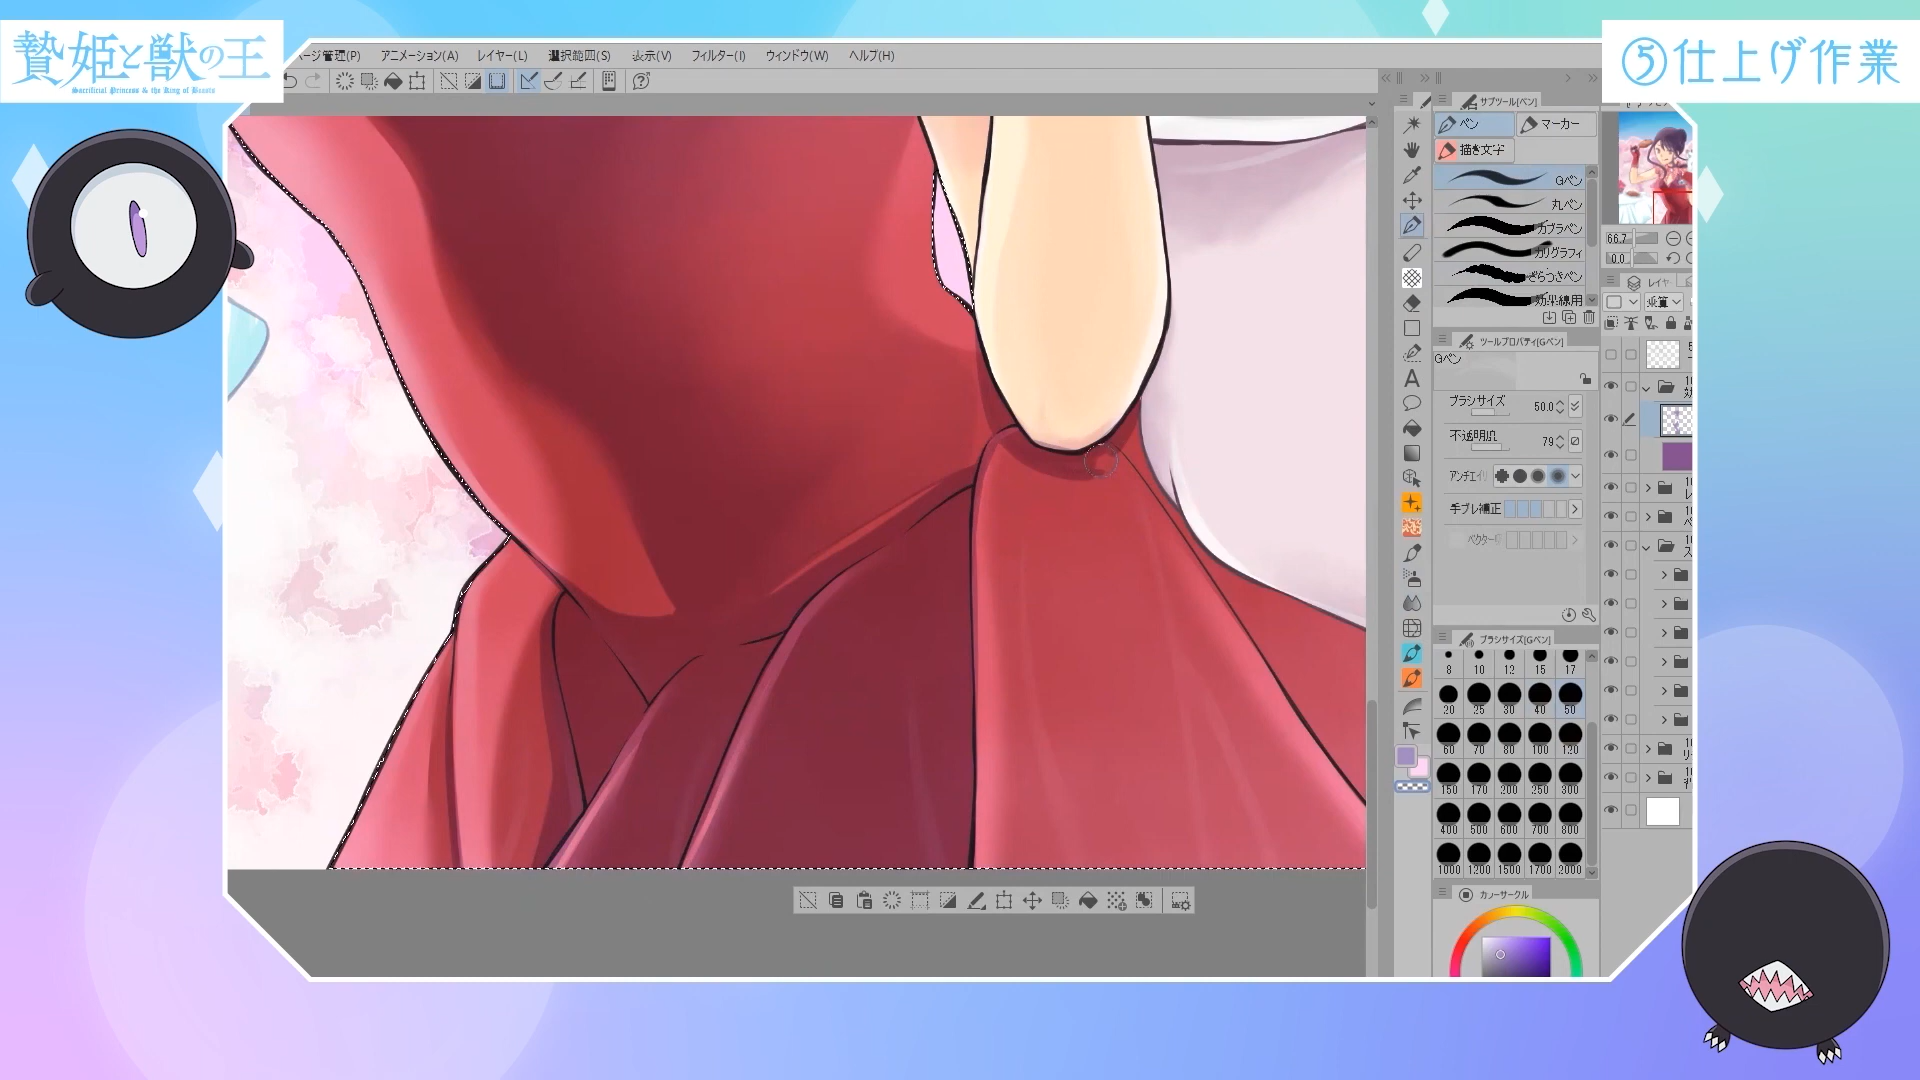 贄姫と獣の王
Sacrificial Princess & the King of Beasts
⑤仕上げ作業
ージ管理(P) アニメーション(A) レイヤー(L) 選択範囲(S) 表示(V) フィルター(I) ウィンドウ(W) ヘルプ(H)
サブツール[ペン]
ペン
マーカー
描き文字
Gペン
丸ペン
カブラペン
カリグラフィ
ざらつきペン
効果線用
66.7
0.0
レイヤ
乗算
ツールプロパティ[Gペン]
Gペン
ブラシサイズ 50.0
不透明度 79
アンチエイ
手ブレ補正
ベクター
ブラシサイズ[Gペン]
8 10 12 15 17
20 25 30 40 50
60 70 80 100 120
150 170 200 250 300
400 500 600 700 800
1000 1200 1500 1700 2000
カラーサークル